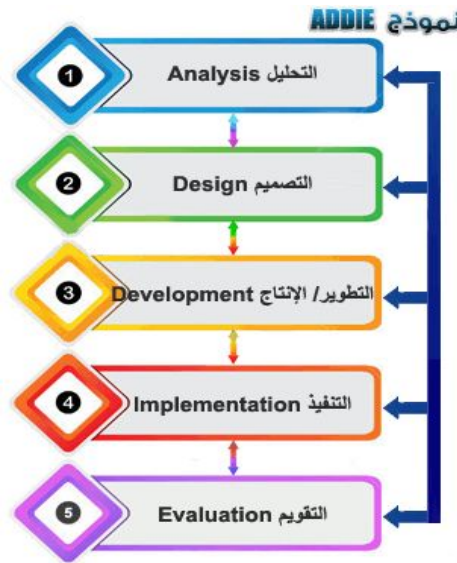 نموذج ADDIE
1
التحليل Analysis
2
التصميم Design
3
التطوير/ الإنتاج Development
4
التنفيذ Implementation
5
التقويم Evaluation